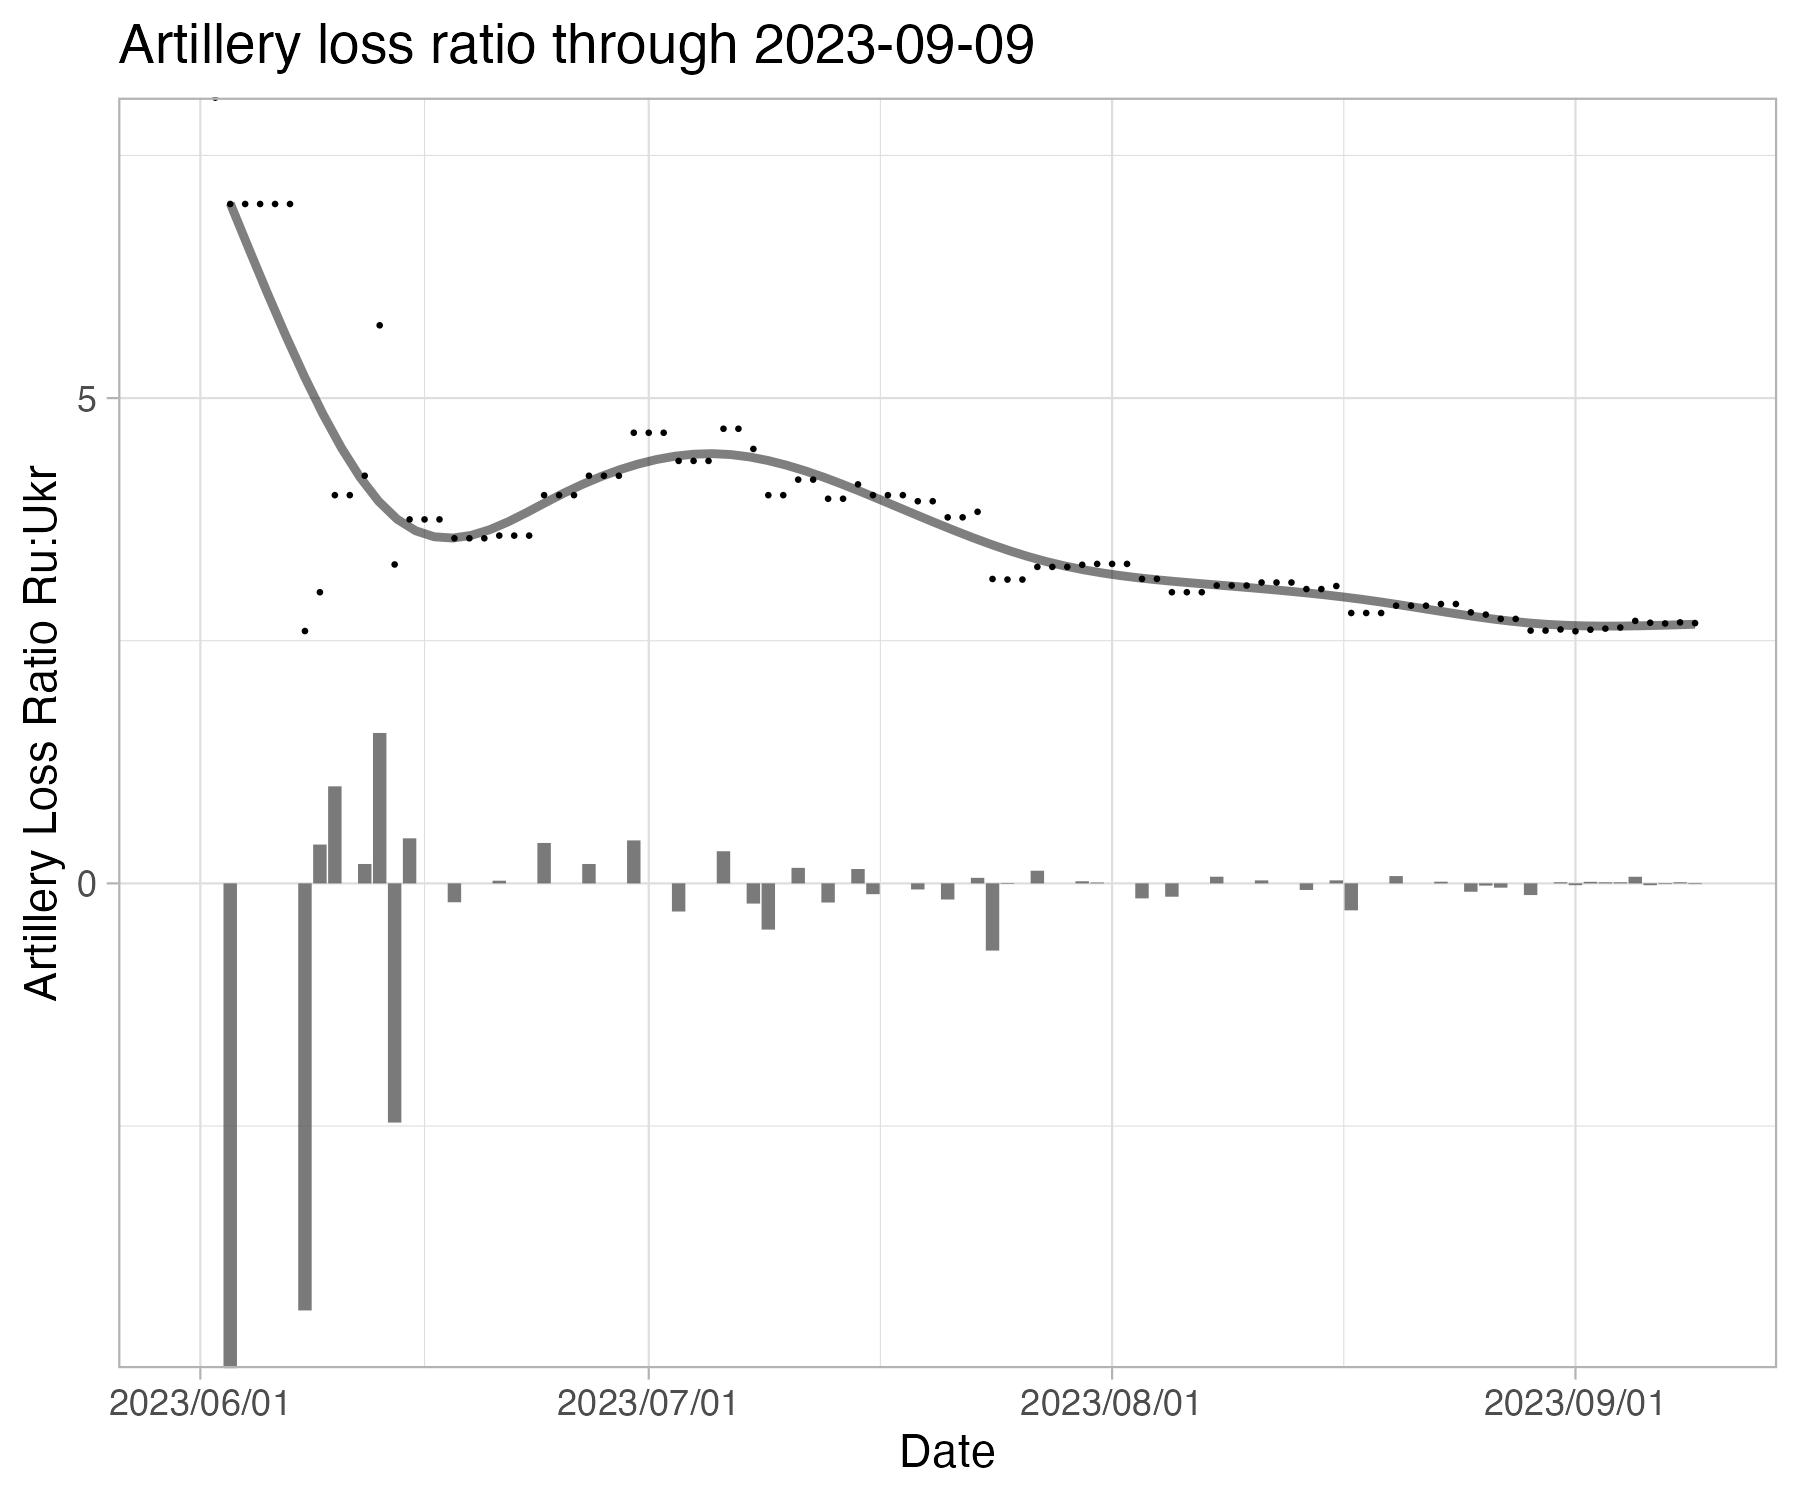 Artillery loss ratio through 2023-09-09
Artillery Loss Ratio Ru:Ukr
5
0
2023/06/01
2023/07/01
2023/08/01
2023/09/01
Date